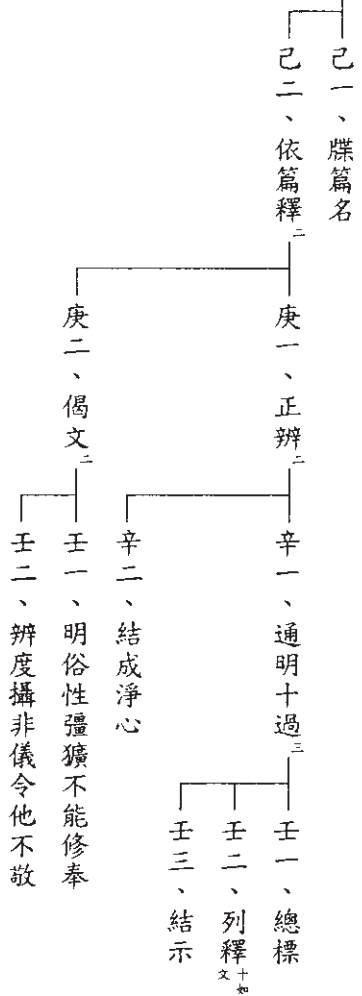 己一、牒篇名
己二、依篇釋二
庚一、正辨二
庚二、偈文二
辛一、通明十過三
辛二、結成淨心
壬一、明俗性彊獷不能修奉
壬二、辨度攝非儀令他不敬
壬一、總標
壬二、列釋十如文
壬三、結示